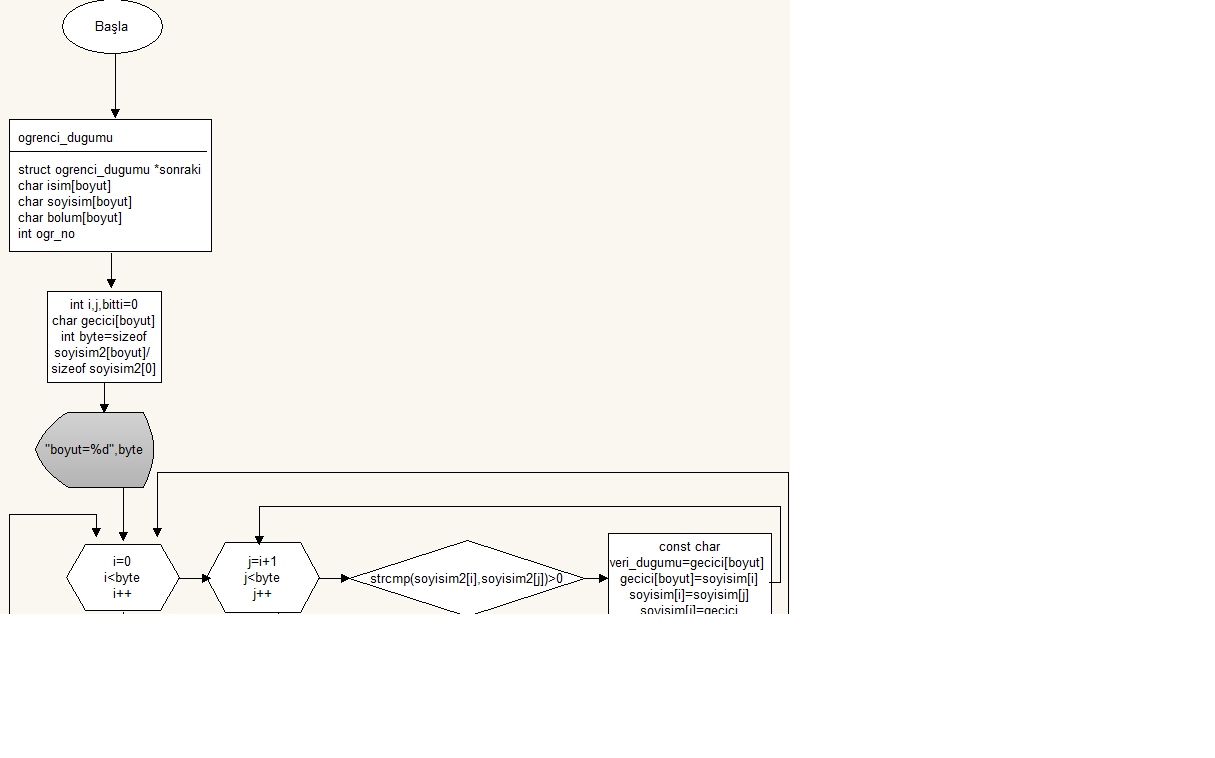 Başla
ogrenci_dugumu
struct ogrenci_dugumu *sonraki
char isim[boyut]
char soyisim[boyut]
char bolum[boyut]
int ogr_no
int i,j,bitti=0
char gecici[boyut]
int byte=sizeof
soyisim2[boyut]/
sizeof soyisim2[0]
"boyut=%d",byte
i=0
i<byte
i++
j=i+1
j<byte
j++
strcmp(soyisim2[i],soyisim2[j])>0
const char
veri_dugumu=gecici[boyut]
gecici[boyut]=soyisim[i]
soyisim[i]=soyisim[j]
soyisim[j]=gecici